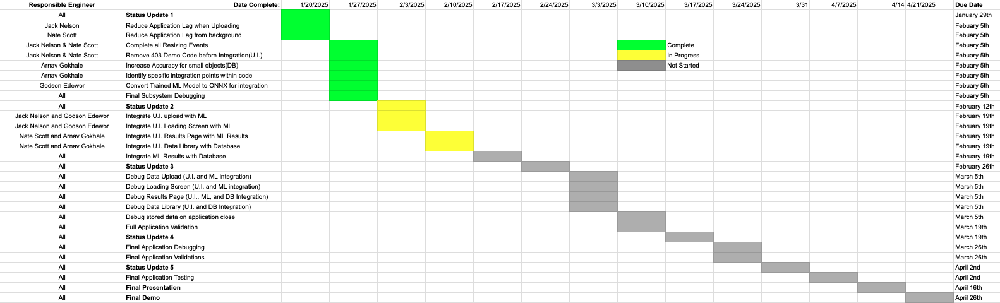 Responsible Engineer Date Complete: 1/20/2025 1/27/2025 2/3/2025 2/10/2025 2/17/2025 2/24/2025 3/3/2025 3/10/2025 3/17/2025 3/24/2025 3/31 4/7/2025 4/14 4/21/2025 Due Date
All Status Update 1 January 29th
Jack Nelson Reduce Application Lag when Uploading Febuary 5th
Nate Scott Reduce Application Lag from background Febuary 5th
Jack Nelson & Nate Scott Complete all Resizing Events Complete Febuary 5th
Jack Nelson & Nate Scott Remove 403 Demo Code before Integration(U.I.) In Progress Febuary 5th
Arnav Gokhale Increase Accuracy for small objects(DB) Not Started Febuary 5th
Arnav Gokhale Identify specific integration points within code Febuary 5th
Godson Edewor Convert Trained ML Model to ONNX for integration Febuary 5th
All Final Subsystem Debugging Febuary 5th
All Status Update 2 February 12th
Jack Nelson and Godson Edewor Integrate U.I. upload with ML February 19th
Jack Nelson and Godson Edewor Integrate U.I. Loading Screen with ML February 19th
Nate Scott and Arnav Gokhale Integrate U.I. Results Page with ML Results February 19th
Nate Scott and Arnav Gokhale Integrate U.I. Data Library with Database February 19th
All Integrate ML Results with Database February 19th
All Status Update 3 February 26th
All Debug Data Upload (U.I. and ML integration) March 5th
All Debug Loading Screen (U.I. and ML integration) March 5th
All Debug Results Page (U.I., ML, and DB Integration) March 5th
All Debug Data Library (U.I. and DB Integration) March 5th
All Debug stored data on application close March 5th
All Full Application Validation March 19th
All Status Update 4 March 19th
All Final Application Debugging March 26th
All Final Application Validations March 26th
All Status Update 5 April 2nd
All Final Application Testing April 2nd
All Final Presentation April 16th
All Final Demo April 26th